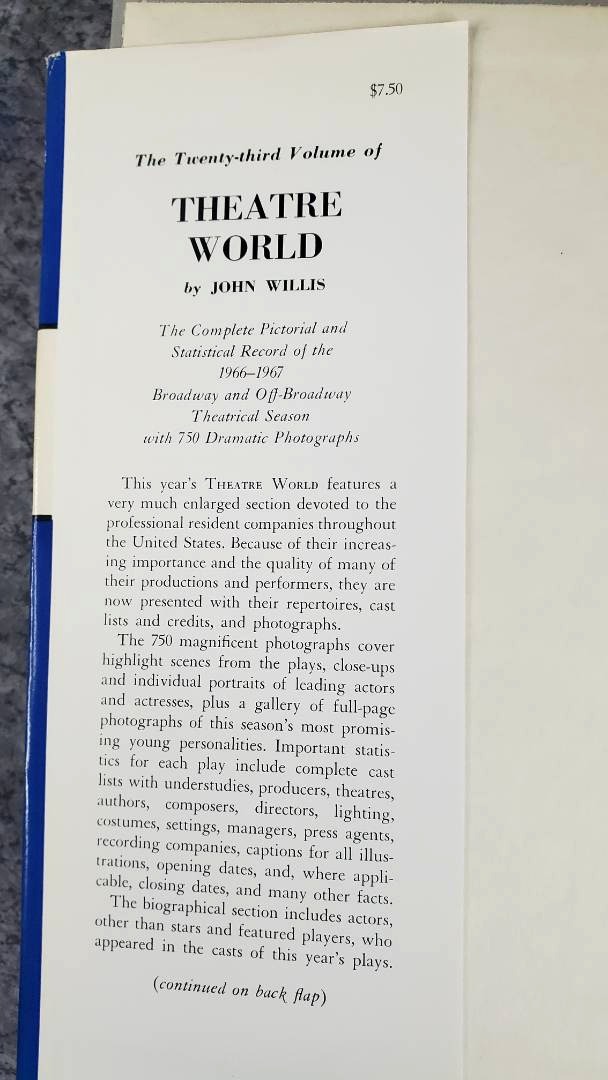 $7.50
The Twenty-third Volume of
THEATRE
WORLD
by JOHN WILLIS
The Complete Pictorial and
Statistical Record of the
1966–1967
Broadway and Off-Broadway
Theatrical Season
with 750 Dramatic Photographs
This year's THEATRE WORLD features a
very much enlarged section devoted to the
professional resident companies throughout
the United States. Because of their increas-
ing importance and the quality of many of
their productions and performers, they are
now presented with their repertoires, cast
lists and credits, and photographs.
The 750 magnificent photographs cover
highlight scenes from the plays, close-ups
and individual portraits of leading actors
and actresses, plus a gallery of full-page
photographs of this season's most promis-
ing young personalities. Important statis-
tics for each play include complete cast
lists with understudies, producers, theatres,
authors, composers, directors, lighting,
costumes, settings, managers, press agents,
recording companies, captions for all illus-
trations, opening dates, and, where appli-
cable, closing dates, and many other facts.
The biographical section includes actors,
other than stars and featured players, who
appeared in the casts of this year's plays.
(continued on back flap)